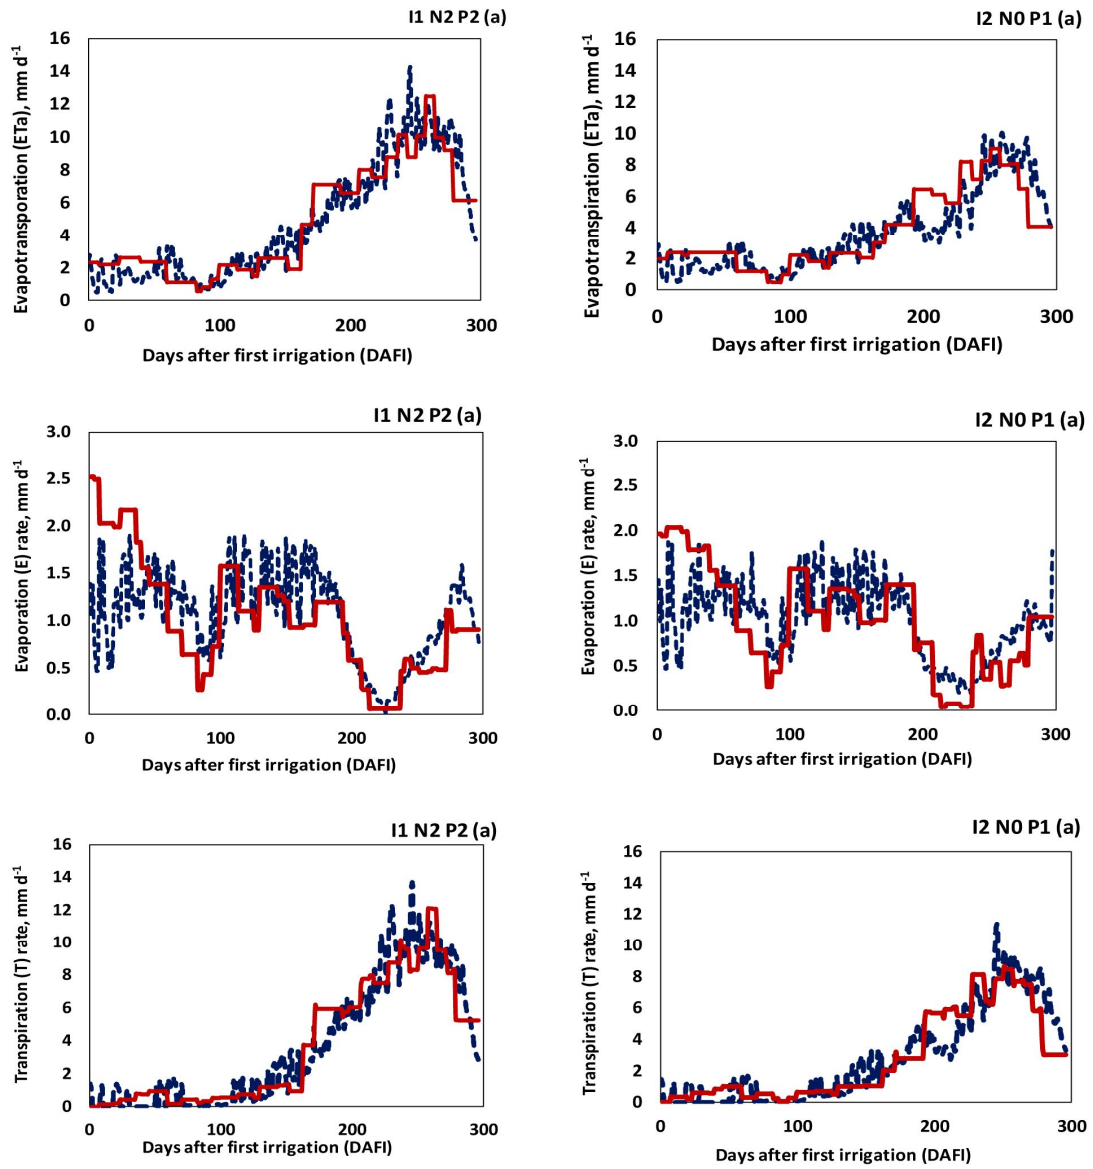 I1 N2 P2 (a)
Evapotransporation (ETa), mm d-1
16
14
12
10
8
6
4
2
0
0 100 200 300
Days after first irrigation (DAFI)
I2 N0 P1 (a)
Evapotranspiration (ETa), mm d-1
16
14
12
10
8
6
4
2
0
0 100 200 300
Days after first irrigation (DAFI)
I1 N2 P2 (a)
Evaporation (E) rate, mm d-1
3.0
2.5
2.0
1.5
1.0
0.5
0.0
0 100 200 300
Days after first irrigation (DAFI)
I2 N0 P1 (a)
Evaporation (E) rate, mm d-1
3.0
2.5
2.0
1.5
1.0
0.5
0.0
0 100 200 300
Days after first irrigation (DAFI)
I1 N2 P2 (a)
Transpiration (T) rate, mm d-1
16
14
12
10
8
6
4
2
0
0 100 200 300
Days after first irrigation (DAFI)
I2 N0 P1 (a)
Transpiration (T) rate, mm d-1
16
14
12
10
8
6
4
2
0
0 100 200 300
Days after first irrigation (DAFI)